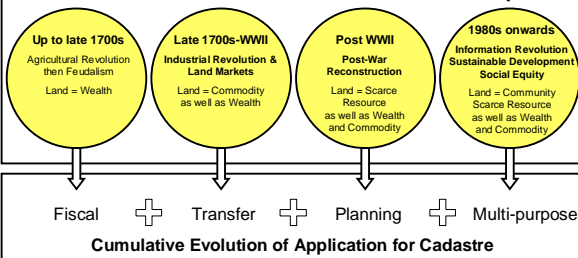 Up to late 1700s
Agricultural Revolution
then Feudalism
Land = Wealth
Late 1700s-WWII
Industrial Revolution &
Land Markets
Land = Commodity
as well as Wealth
Post WWII
Post-War
Reconstruction
Land = Scarce
Resource
as well as Wealth
and Commodity
1980s onwards
Information Revolution
Sustainable Development
Social Equity
Land = Community
Scarce Resource
as well as Wealth
and Commodity
Fiscal Transfer Planning Multi-purpose
Cumulative Evolution of Application for Cadastre